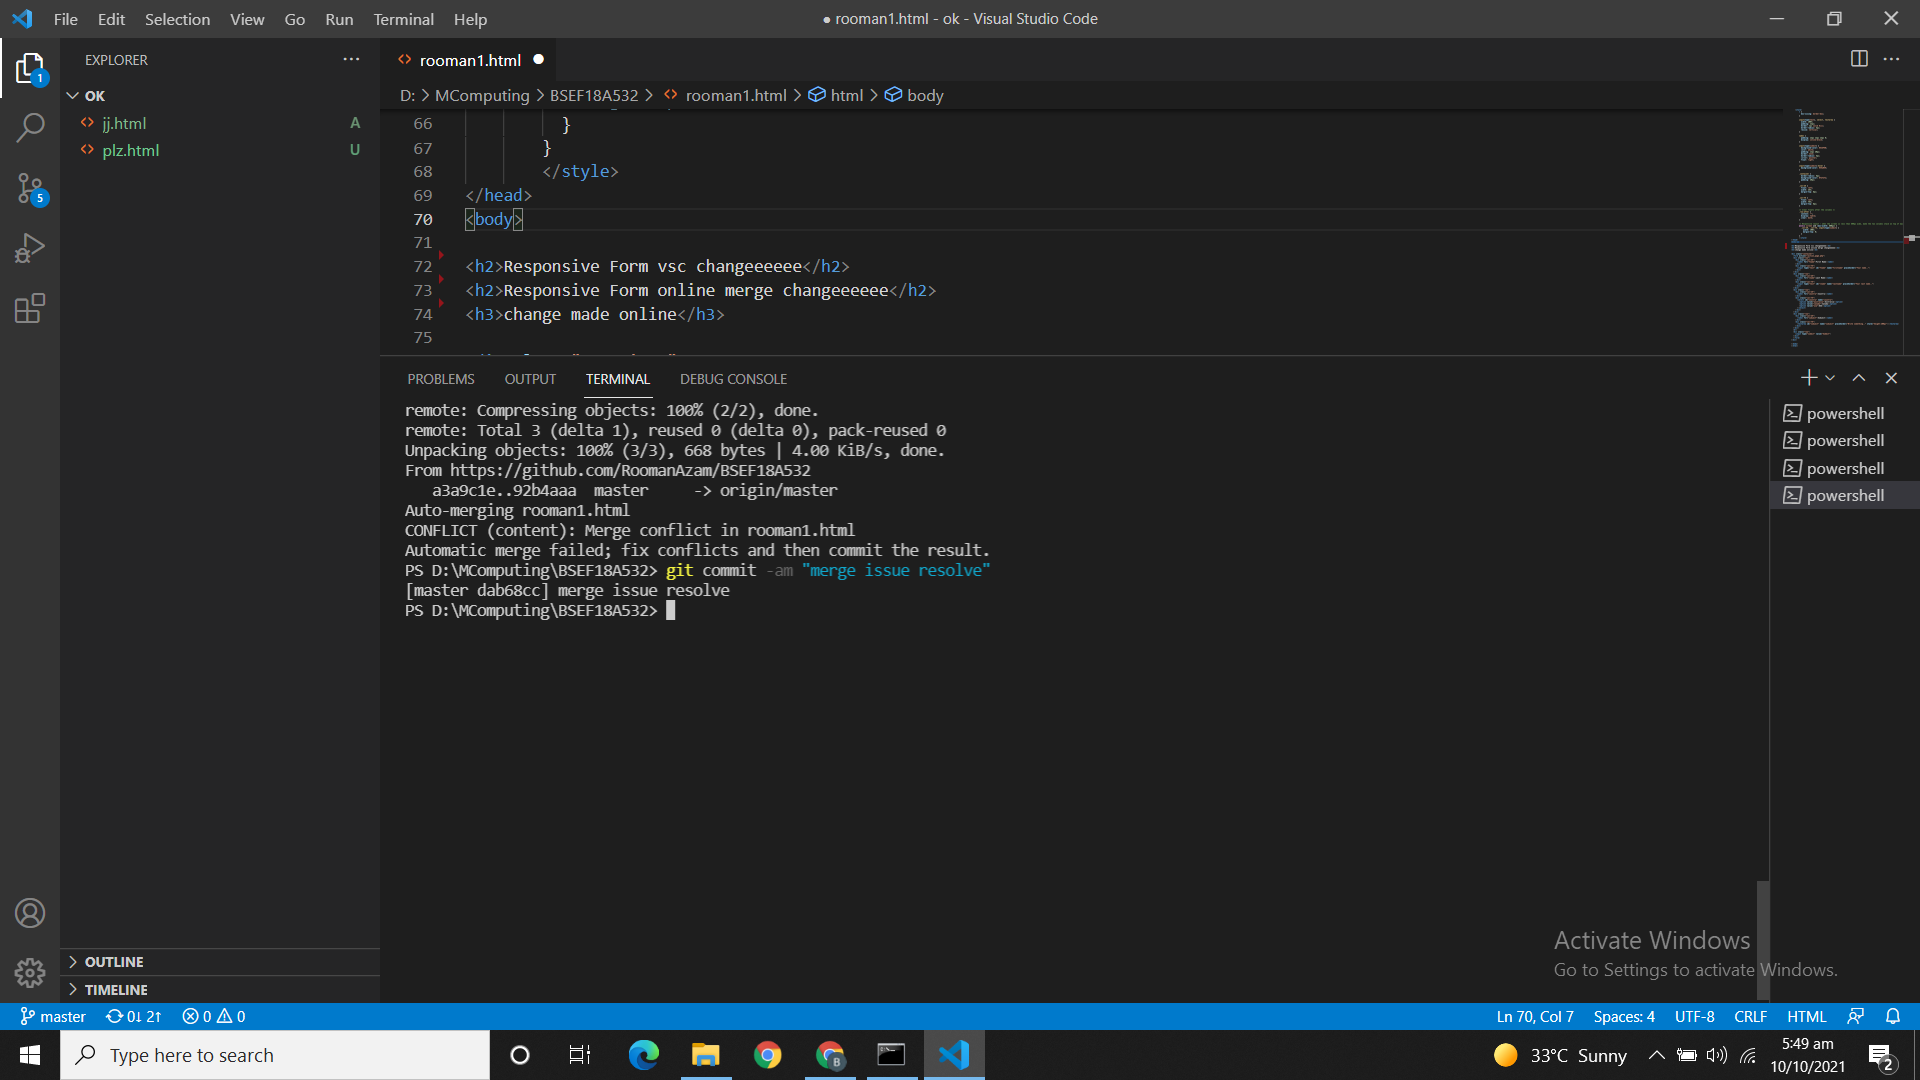 File Edit Selection View Go Run Terminal Help
● rooman1.html - ok - Visual Studio Code
EXPLORER
OK
jj.html A
plz.html U
1
5
OUTLINE
TIMELINE
rooman1.html
D: > MComputing > BSEF18A532 > rooman1.html > html > body
66 }
67 }
68 </style>
69 </head>
70 <body>
71
72 <h2>Responsive Form vsc changeeeeee</h2>
73 <h2>Responsive Form online merge changeeeeee</h2>
74 <h3>change made online</h3>
75
PROBLEMS OUTPUT TERMINAL DEBUG CONSOLE
remote: Compressing objects: 100% (2/2), done.
remote: Total 3 (delta 1), reused 0 (delta 0), pack-reused 0
Unpacking objects: 100% (3/3), 668 bytes | 4.00 KiB/s, done.
From https://github.com/RoomanAzam/BSEF18A532
a3a9c1e..92b4aaa master -> origin/master
Auto-merging rooman1.html
CONFLICT (content): Merge conflict in rooman1.html
Automatic merge failed; fix conflicts and then commit the result.
PS D:\MComputing\BSEF18A532> git commit -am "merge issue resolve"
[master dab68cc] merge issue resolve
PS D:\MComputing\BSEF18A532>
powershell
powershell
powershell
powershell
Activate Windows
Go to Settings to activate Windows.
master 0↓ 2↑ 0 0
Ln 70, Col 7 Spaces: 4 UTF-8 CRLF HTML
Type here to search
B
33°C Sunny
5:49 am
10/10/2021
2